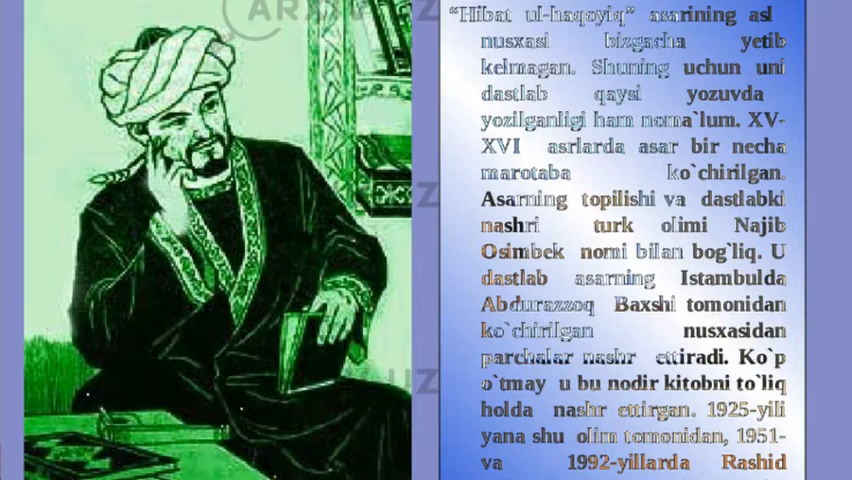 ARXIV.UZ
“Hibat ul-haqoyiq” asarining asl
nusxasi bizgacha yetib
kelmagan. Shuning uchun uni
dastlab qaysi yozuvda
yozilganligi ham noma`lum. XV-
XVI asrlarda asar bir necha
marotaba ko`chirilgan.
Asarning topilishi va dastlabki
nashri turk olimi Najib
Osimbek nomi bilan bog`liq. U
dastlab asarning Istambulda
Abdurazzoq Baxshi tomonidan
ko`chirilgan nusxasidan
parchalar nashr ettiradi. Ko`p
o`tmay u bu nodir kitobni to`liq
holda nashr ettirgan. 1925-yili
yana shu olim tomonidan, 1951-
va 1992-yillarda Rashid